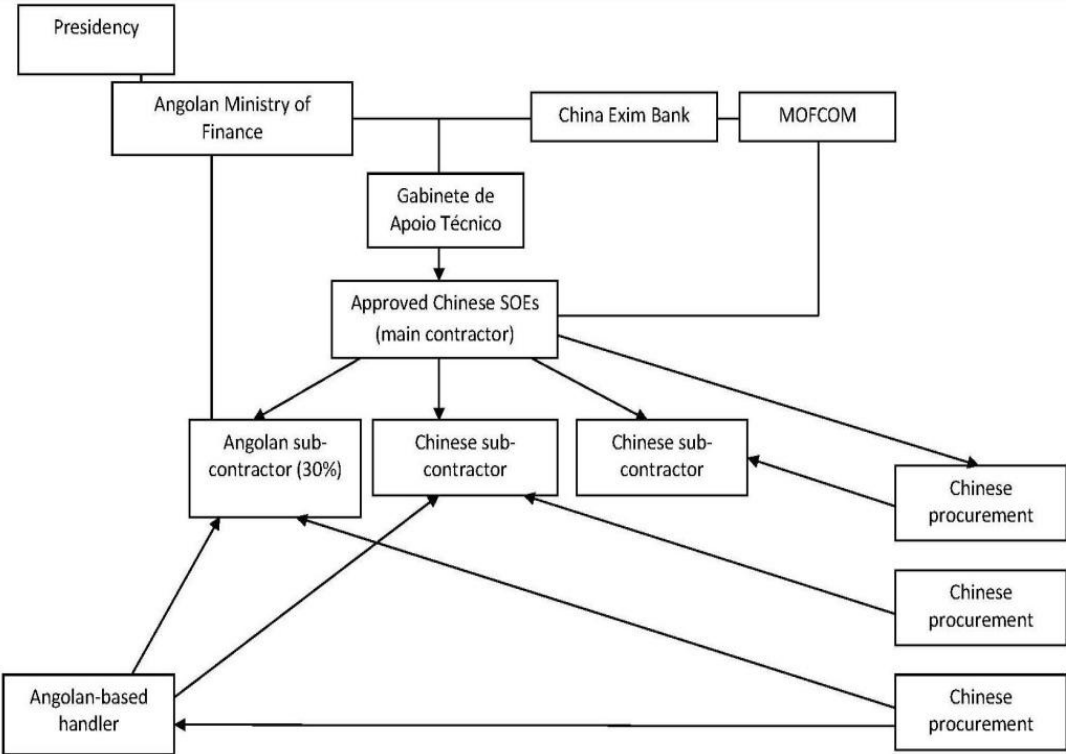 Presidency
Angolan Ministry of
Finance
China Exim Bank
MOFCOM
Gabinete de
Apoio Técnico
Approved Chinese SOEs
(main contractor)
Angolan sub-
contractor (30%)
Chinese sub-
contractor
Chinese sub-
contractor
Chinese
procurement
Chinese
procurement
Angolan-based
handler
Chinese
procurement